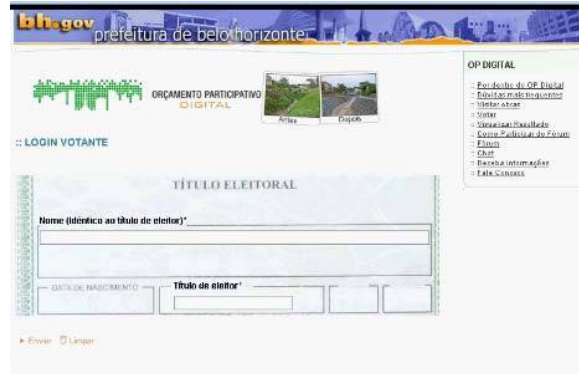 bh.gov
prefeitura de belo horizonte
ORÇAMENTO PARTICIPATIVO
DIGITAL
Antes
Depois
:: LOGIN VOTANTE
TÍTULO ELEITORAL
Nome (Idêntico ao título de eleitor)*
DATA DE NASCIMENTO
Título de eleitor*
Enviar
Limpar
OP DIGITAL
:: Por dentro do OP Digital
:: Dúvidas mais frequentes
:: Visitar obras
:: Votar
:: Visualizar Resultado
:: Como Participar do Fórum
:: Fórum
:: Chat
:: Receba informações
:: Fale Conosco